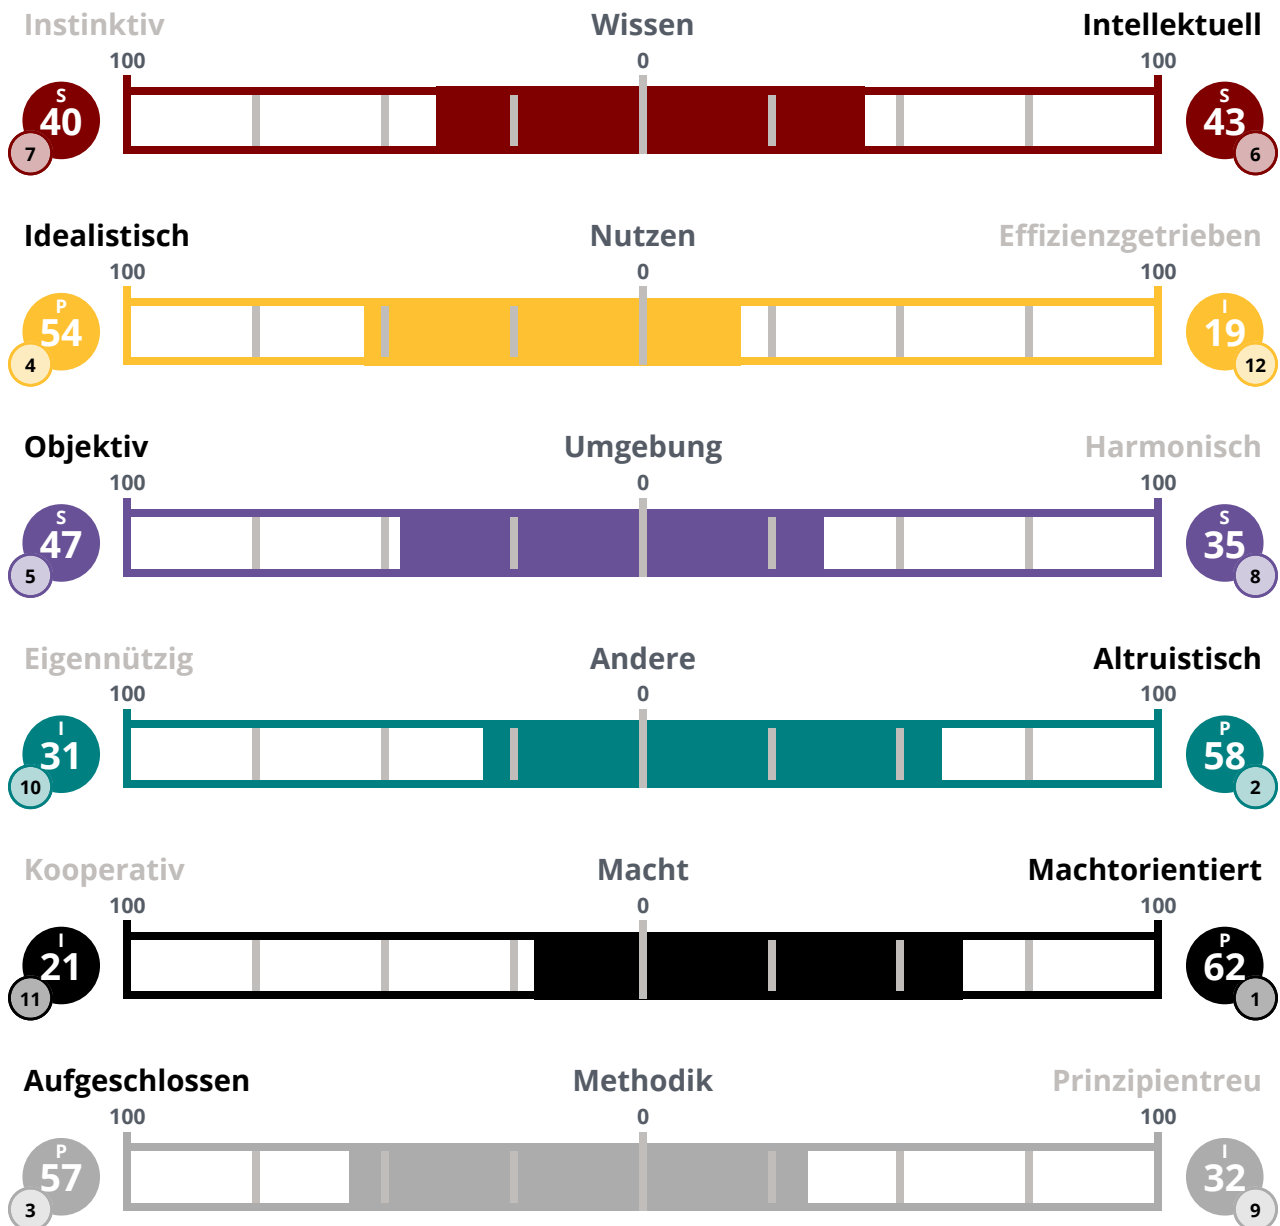 Instinktiv Wissen Intellektuell
100 0 100
S S
40 43
7 6
Idealistisch Nutzen Effizienzgetrieben
100 0 100
P I
54 19
4 12
Objektiv Umgebung Harmonisch
100 0 100
S S
47 35
5 8
Eigennützig Andere Altruistisch
100 0 100
I P
31 58
10 2
Kooperativ Macht Machtorientiert
100 0 100
I P
21 62
11 1
Aufgeschlossen Methodik Prinzipientreu
100 0 100
P I
57 32
3 9